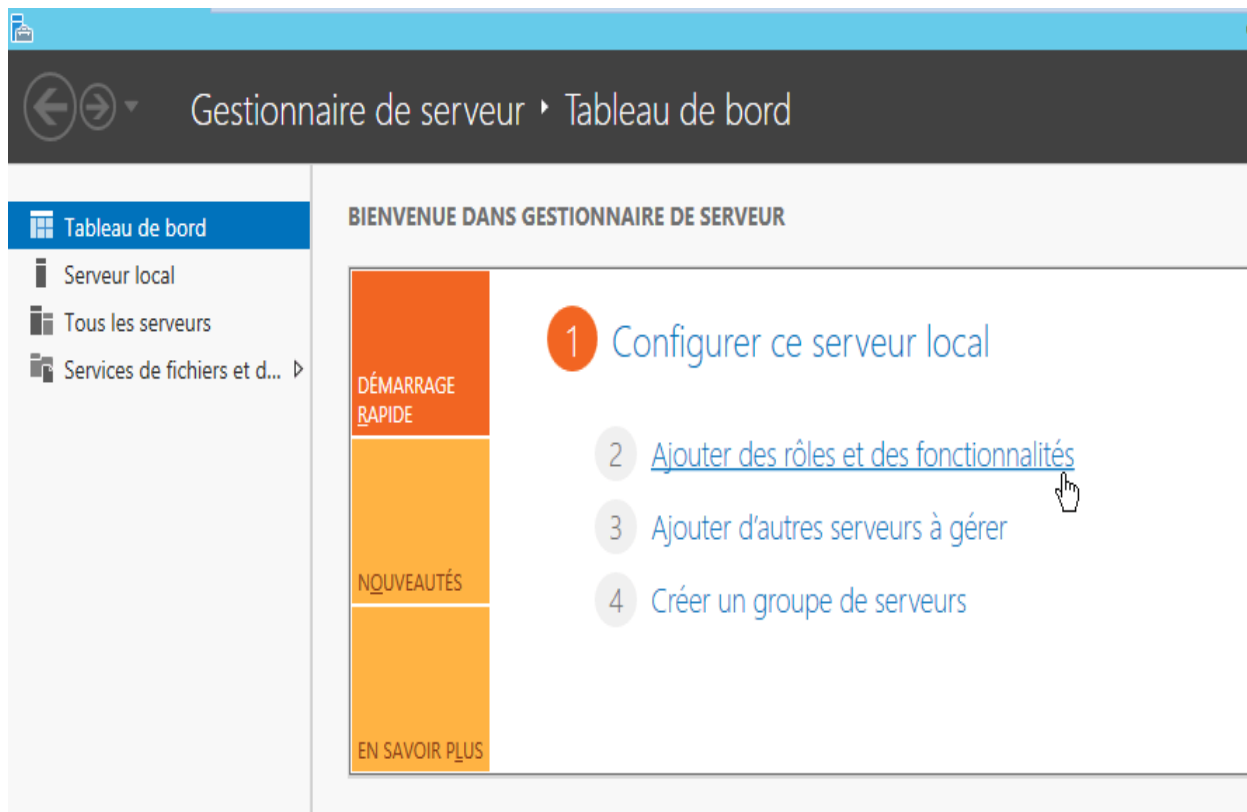 Gestionnaire de serveur ‣ Tableau de bord
Tableau de bord
Serveur local
Tous les serveurs
Services de fichiers et d...
BIENVENUE DANS GESTIONNAIRE DE SERVEUR
DÉMARRAGE
RAPIDE
NOUVEAUTÉS
EN SAVOIR PLUS
1 Configurer ce serveur local
2 Ajouter des rôles et des fonctionnalités
3 Ajouter d'autres serveurs à gérer
4 Créer un groupe de serveurs